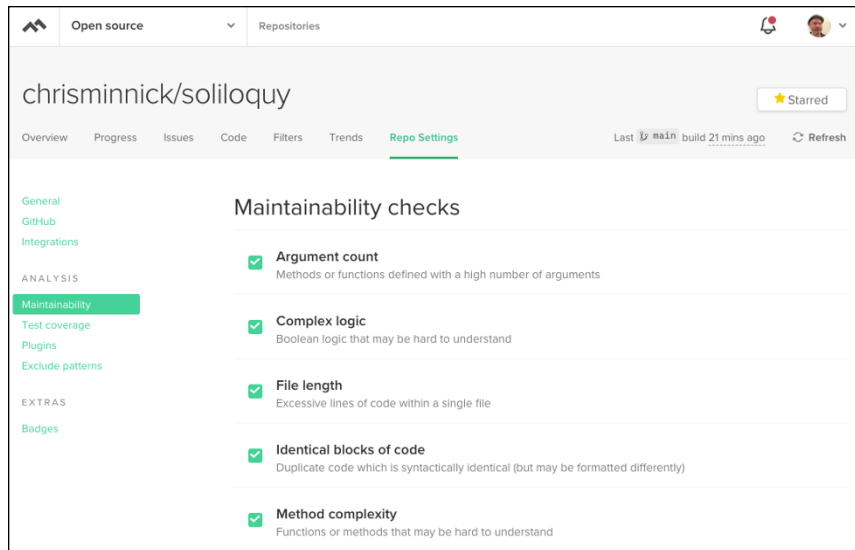 Open source
Repositories
chrisminnick/soliloquy
Starred
Overview Progress Issues Code Filters Trends Repo Settings
Last main build 21 mins ago Refresh
General
GitHub
Integrations
ANALYSIS
Maintainability
Test coverage
Plugins
Exclude patterns
EXTRAS
Badges
Maintainability checks
Argument count
Methods or functions defined with a high number of arguments
Complex logic
Boolean logic that may be hard to understand
File length
Excessive lines of code within a single file
Identical blocks of code
Duplicate code which is syntactically identical (but may be formatted differently)
Method complexity
Functions or methods that may be hard to understand